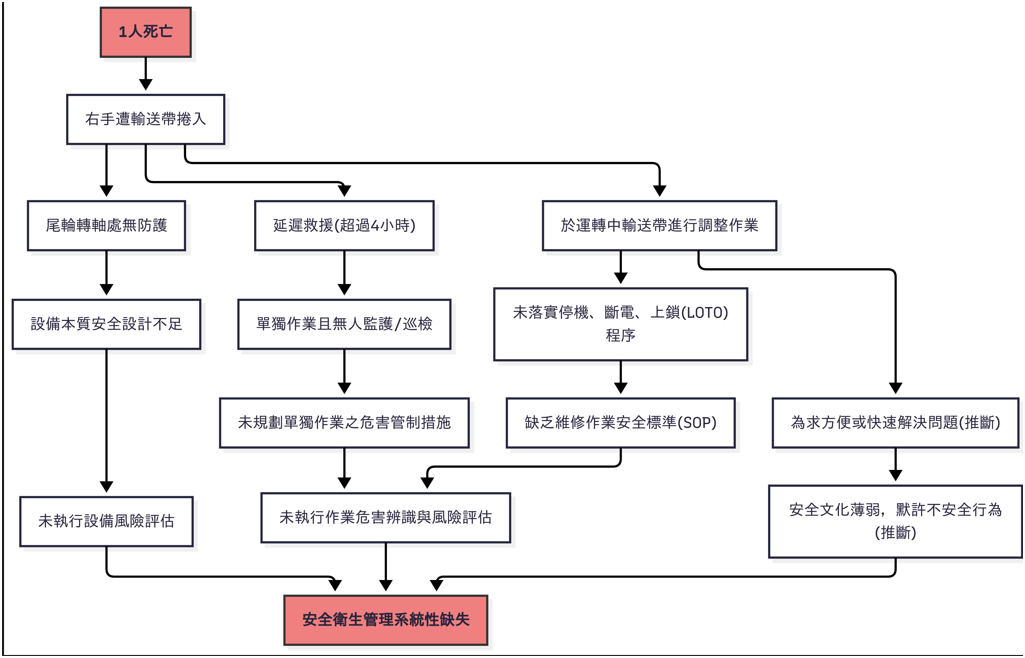 1人死亡
右手遭輸送帶捲入
尾輪轉軸處無防護
延遲救援(超過4小時)
於運轉中輸送帶進行調整作業
設備本質安全設計不足
單獨作業且無人監護/巡檢
未落實停機、斷電、上鎖(LOTO)
程序
未規劃單獨作業之危害管制措施
缺乏維修作業安全標準(SOP)
為求方便或快速解決問題(推斷)
未執行設備風險評估
未執行作業危害辨識與風險評估
安全文化薄弱，默許不安全行為
(推斷)
安全衛生管理系統性缺失